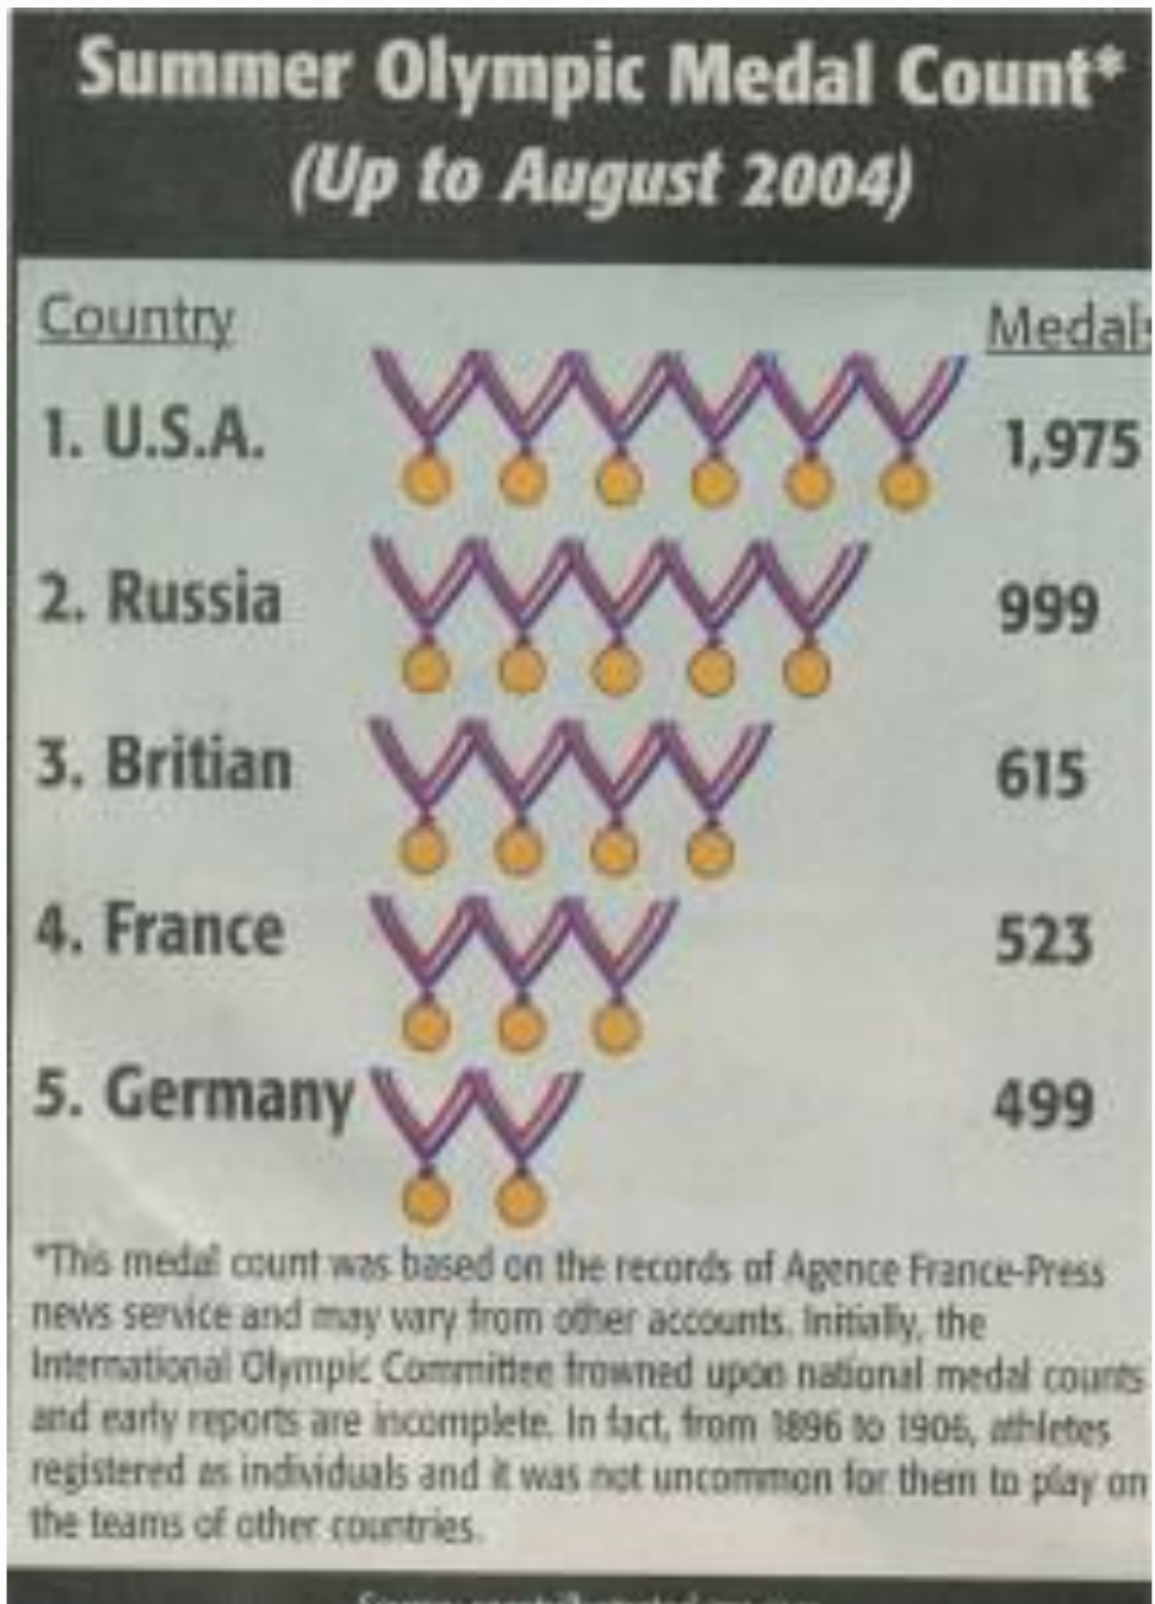 Summer Olympic Medal Count*
(Up to August 2004)
Country Medals
1. U.S.A. 1,975
2. Russia 999
3. Britian 615
4. France 523
5. Germany 499
*This medal count was based on the records of Agence France-Press
news service and may vary from other accounts. Initially, the
International Olympic Committee frowned upon national medal counts
and early reports are incomplete. In fact, from 1896 to 1906, athletes
registered as individuals and it was not uncommon for them to play on
the teams of other countries.